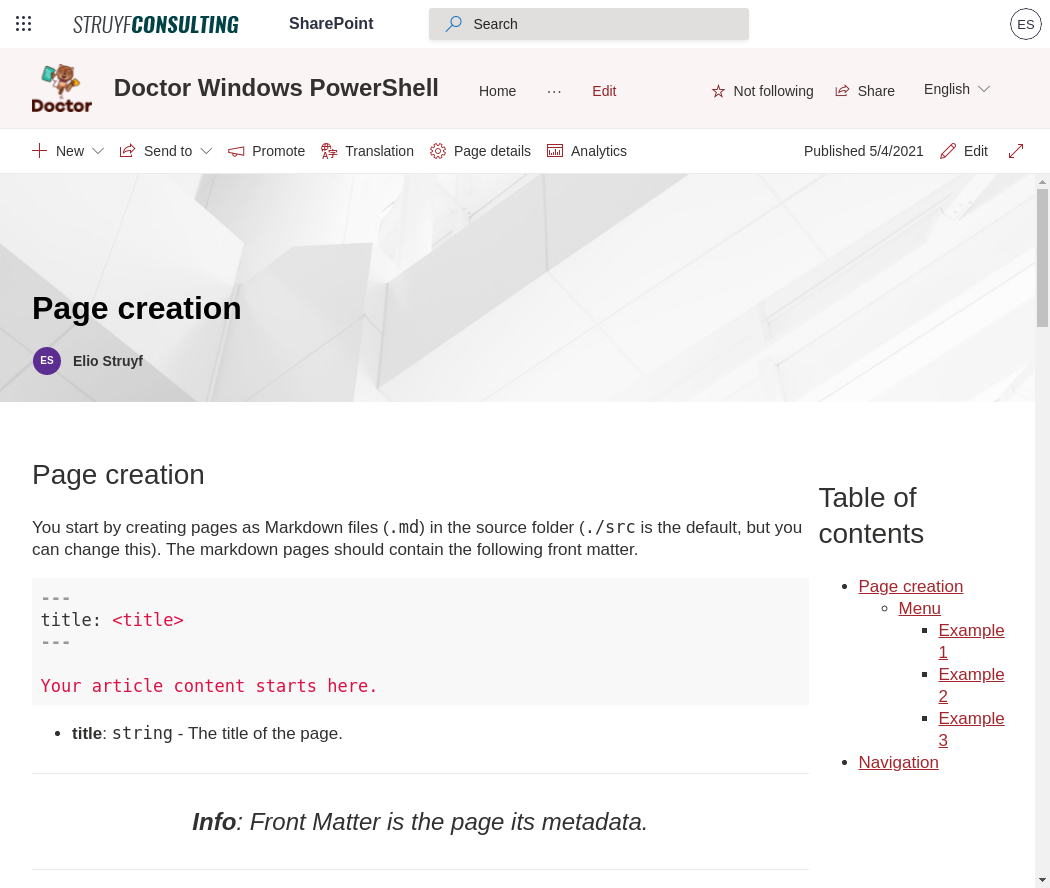 STRUYFCONSULTING SharePoint Search ES
Doctor
Doctor Windows PowerShell Home ··· Edit Not following Share English
New Send to Promote Translation Page details Analytics Published 5/4/2021 Edit
Page creation
ES Elio Struyf
Page creation
You start by creating pages as Markdown files (.md) in the source folder (./src is the default, but you
can change this). The markdown pages should contain the following front matter.
---
title: <title>
---
Your article content starts here.
• title: string - The title of the page.
Info: Front Matter is the page its metadata.
Table of
contents
• Page creation
◦ Menu
▪ Example
1
▪ Example
2
▪ Example
3
• Navigation